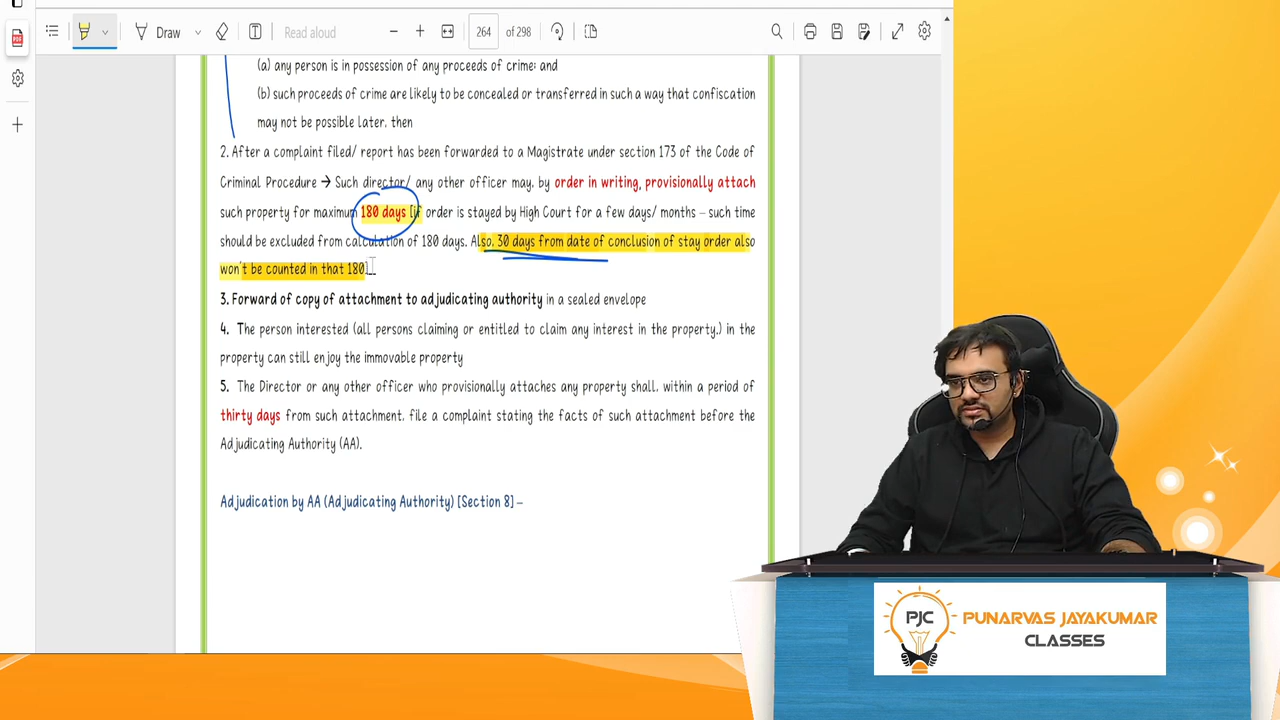 Draw
Read aloud
264 of 298
(a) any person is in possession of any proceeds of crime; and
(b) such proceeds of crime are likely to be concealed or transferred in such a way that confiscation
may not be possible later, then
2. After a complaint filed/ report has been forwarded to a Magistrate under section 173 of the Code of
Criminal Procedure → Such director/ any other officer may, by order in writing, provisionally attach
such property for maximum 180 days [if order is stayed by High Court for a few days/ months – such time
should be excluded from calculation of 180 days. Also, 30 days from date of conclusion of stay order also
won't be counted in that 180]
3. Forward of copy of attachment to adjudicating authority in a sealed envelope
4. The person interested (all persons claiming or entitled to claim any interest in the property.) in the
property can still enjoy the immovable property
5. The Director or any other officer who provisionally attaches any property shall, within a period of
thirty days from such attachment, file a complaint stating the facts of such attachment before the
Adjudicating Authority (AA).
Adjudication by AA (Adjudicating Authority) [Section 8] –
PJC
PUNARVAS JAYAKUMAR
CLASSES